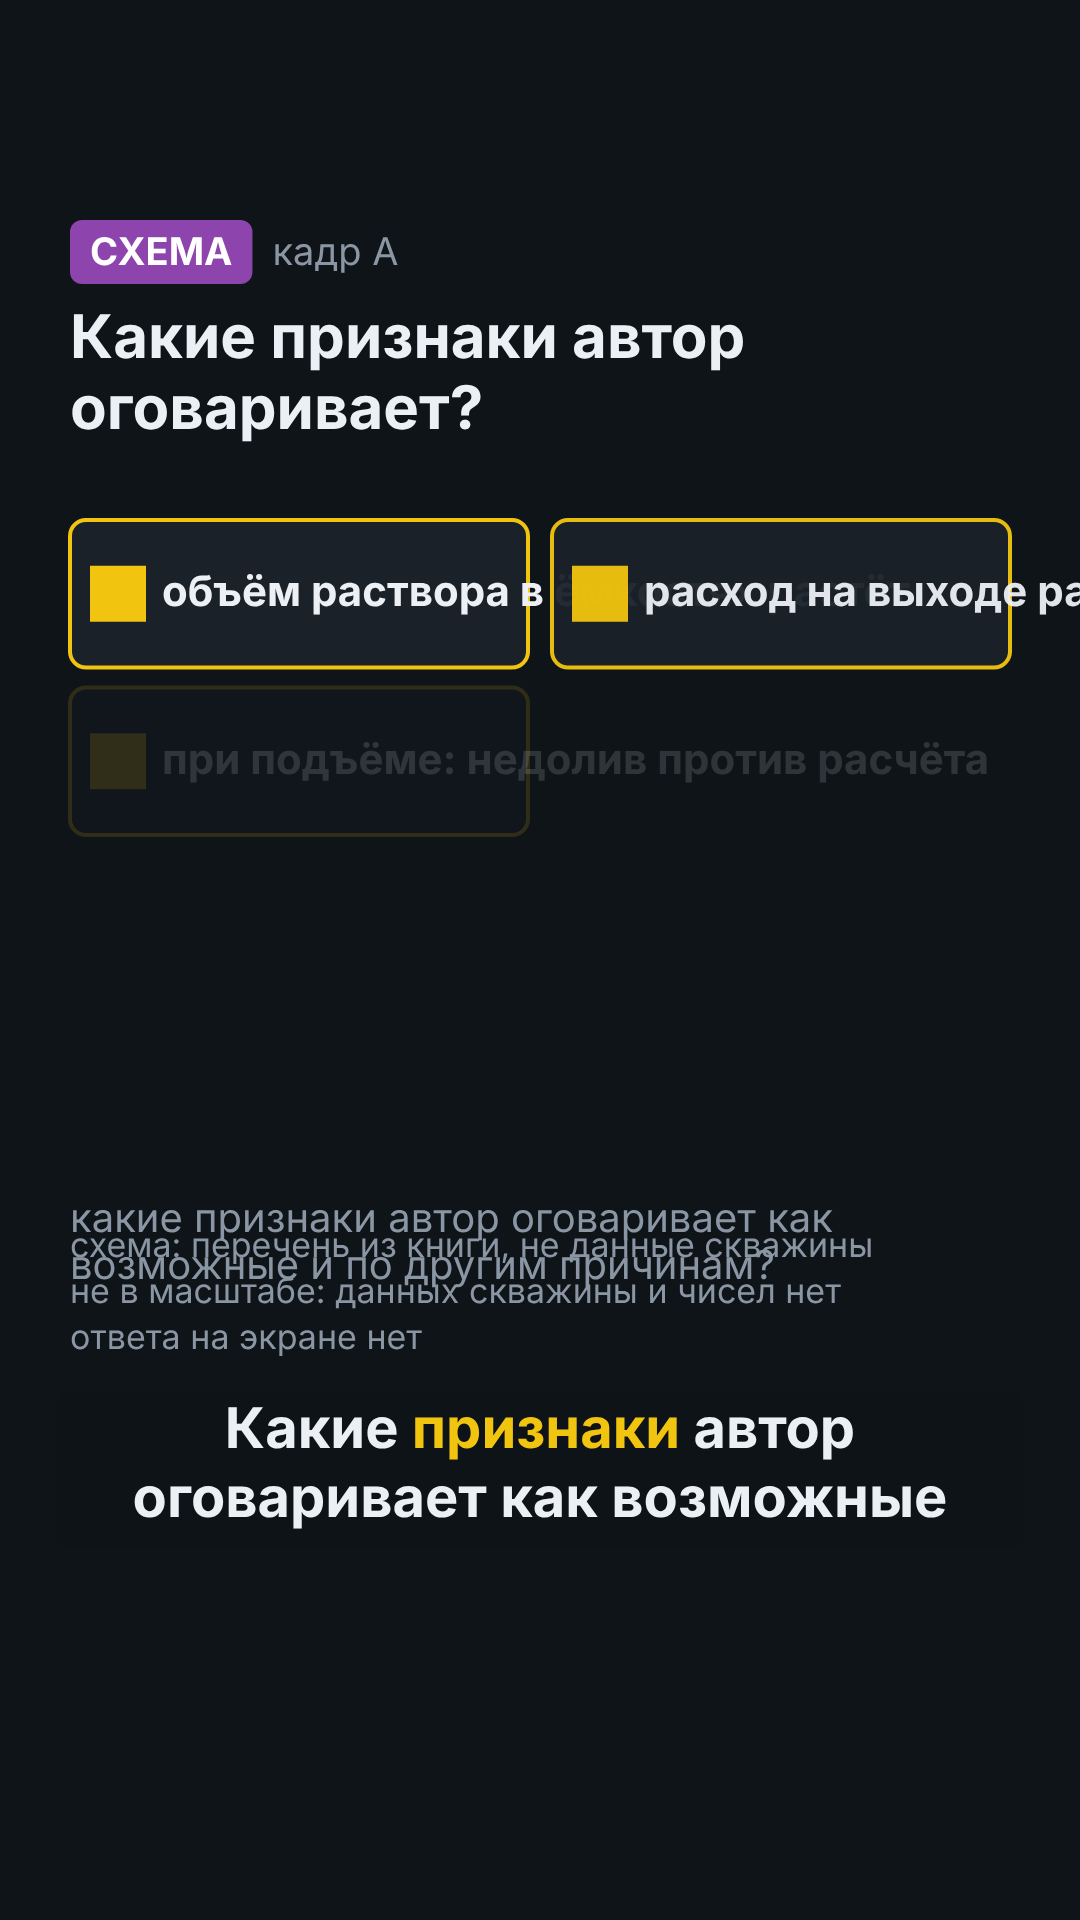 СХЕМА кадр А
Какие признаки автор
оговаривает?
объём раствора в
расход на выходе
при подъёме: недолив против расчёта
какие признаки автор оговаривает как
схема: перечень из книги, не данные скважины
возможные и по другим причинам?
не в масштабе: данных скважины и чисел нет
ответа на экране нет
Какие признаки автор
оговаривает как возможные